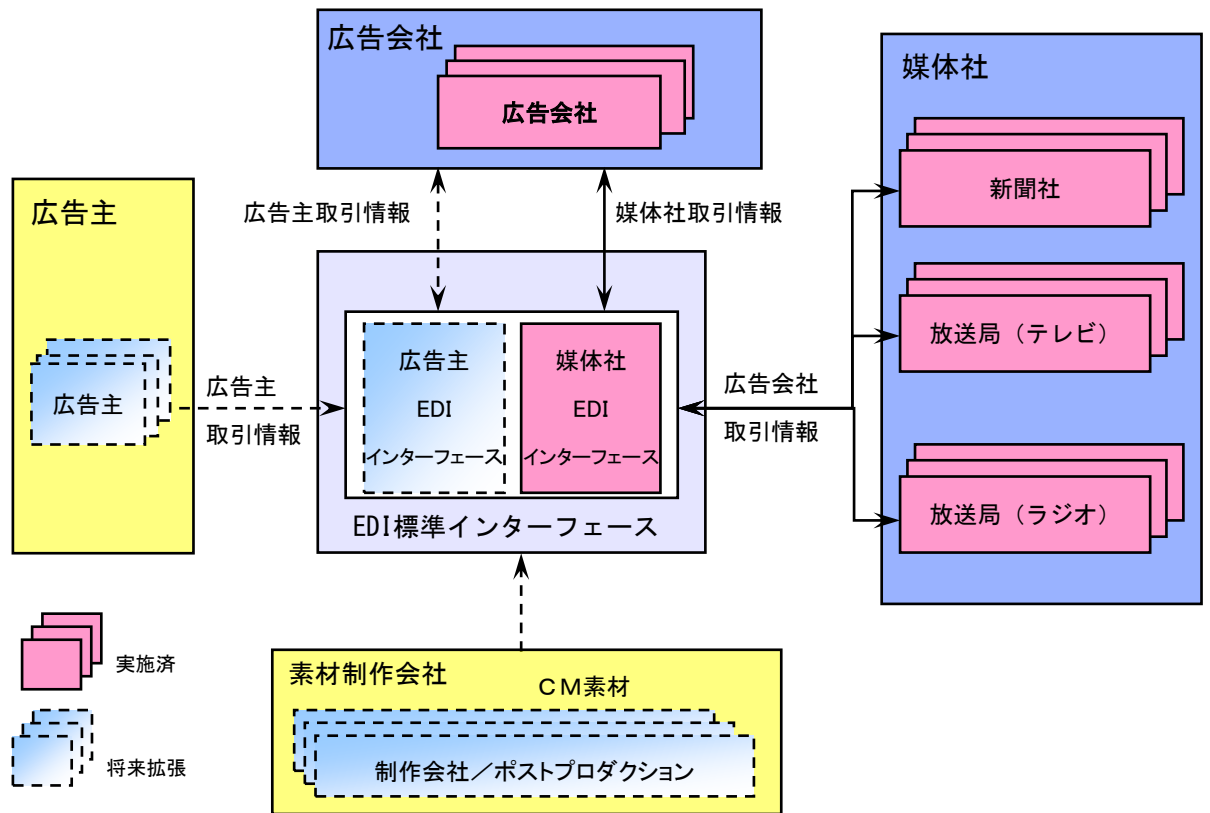 広告会社
広告会社
媒体社
新聞社
放送局（テレビ）
放送局（ラジオ）
広告主
広告主
広告主取引情報
媒体社取引情報
広告主
取引情報
広告主
EDI
インターフェース
媒体社
EDI
インターフェース
広告会社
取引情報
EDI標準インターフェース
素材制作会社
ＣＭ素材
制作会社／ポストプロダクション
実施済
将来拡張